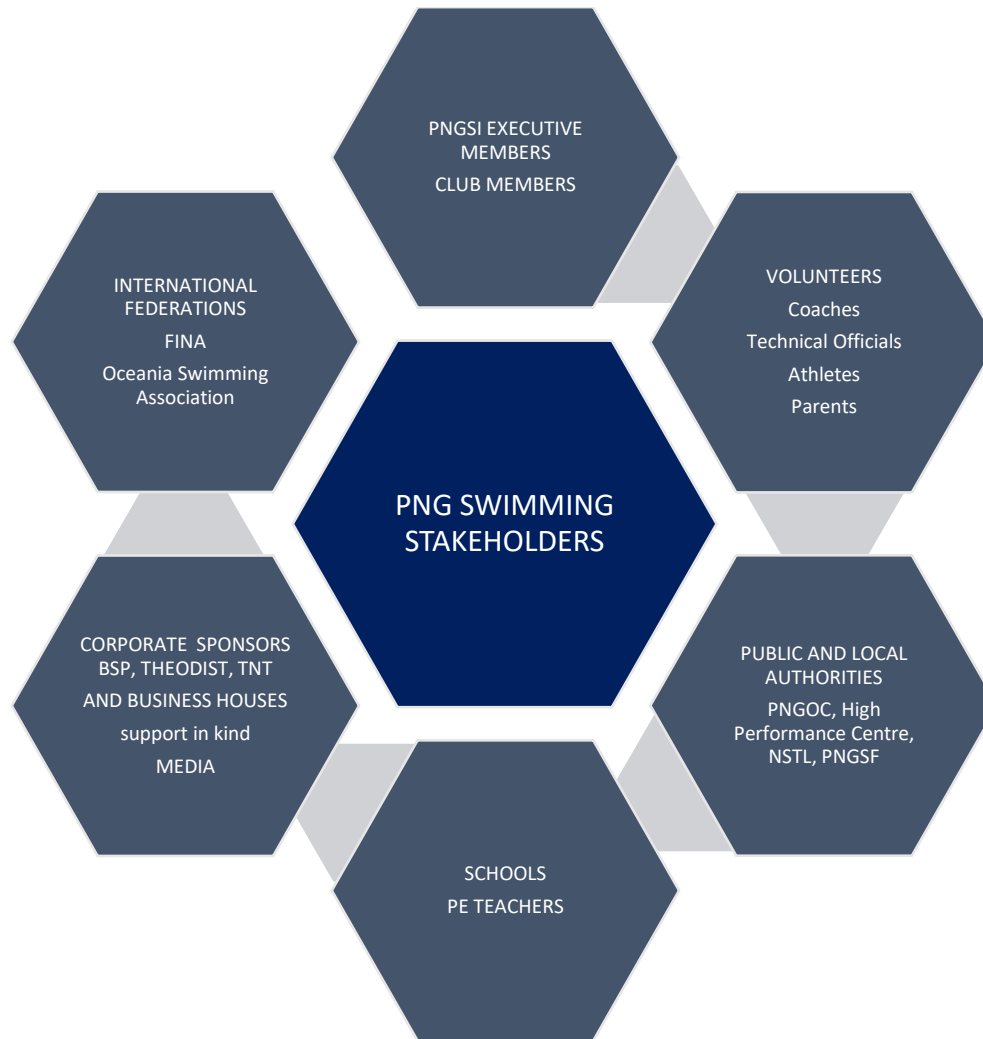 PNGSI EXECUTIVE
MEMBERS
CLUB MEMBERS
INTERNATIONAL
FEDERATIONS
FINA
Oceania Swimming
Association
VOLUNTEERS
Coaches
Technical Officials
Athletes
Parents
PNG SWIMMING
STAKEHOLDERS
CORPORATE SPONSORS
BSP, THEODIST, TNT
AND BUSINESS HOUSES
support in kind
MEDIA
PUBLIC AND LOCAL
AUTHORITIES
PNGOC, High
Performance Centre,
NSTL, PNGSF
SCHOOLS
PE TEACHERS